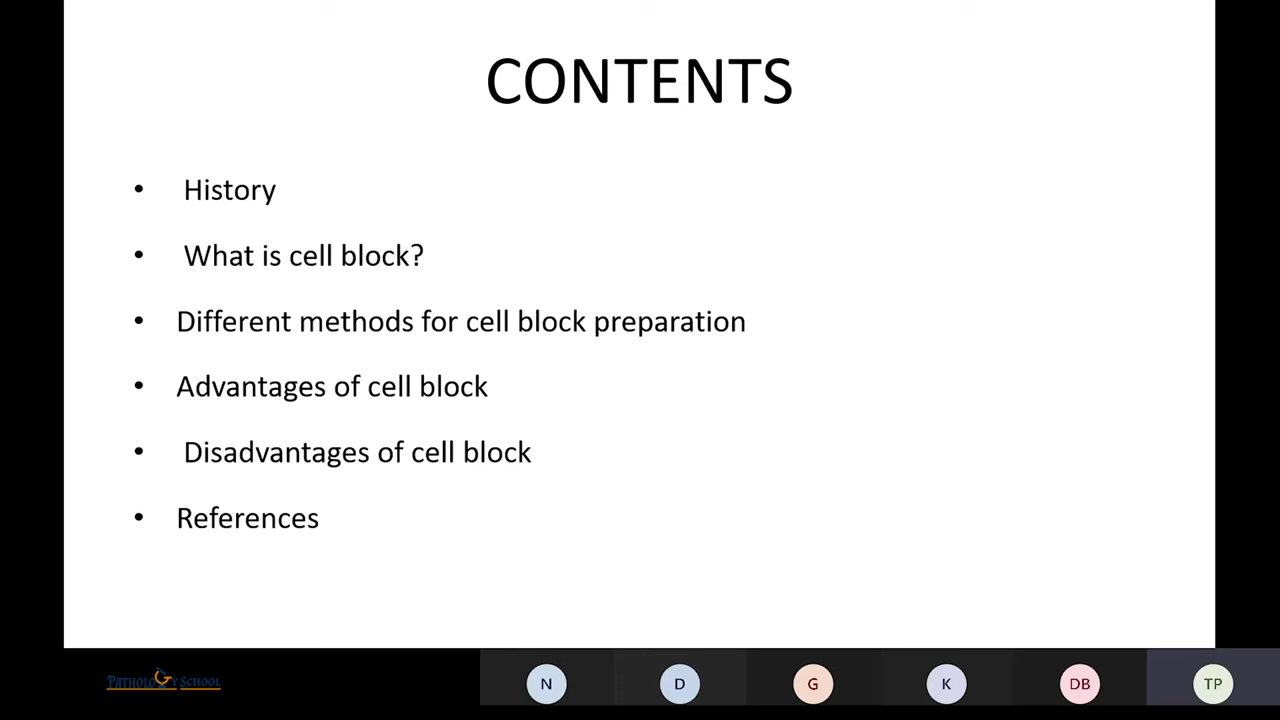 CONTENTS
• History
• What is cell block?
• Different methods for cell block preparation
• Advantages of cell block
• Disadvantages of cell block
• References
PATHOLOGY SCHOOL
N D G K DB TP